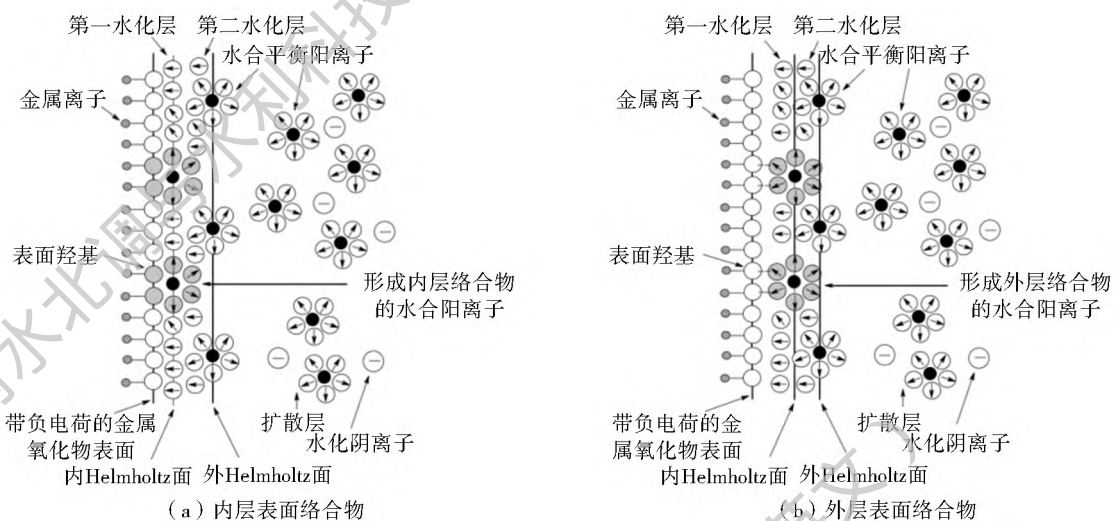 第一水化层 第二水化层
水合平衡阳离子
金属离子
表面羟基
形成内层络合物
的水合阳离子
带负电荷的金属
氧化物表面
扩散层
水化阴离子
内Helmholtz面 外Helmholtz面
(a)内层表面络合物
第一水化层 第二水化层
水合平衡阳离子
金属离子
表面羟基
形成外层络合物
的水合阳离子
带负电荷的金
属氧化物表面
扩散层
水化阴离子
内Helmholtz面 外Helmholtz面
(b)外层表面络合物
水北调与水利科技